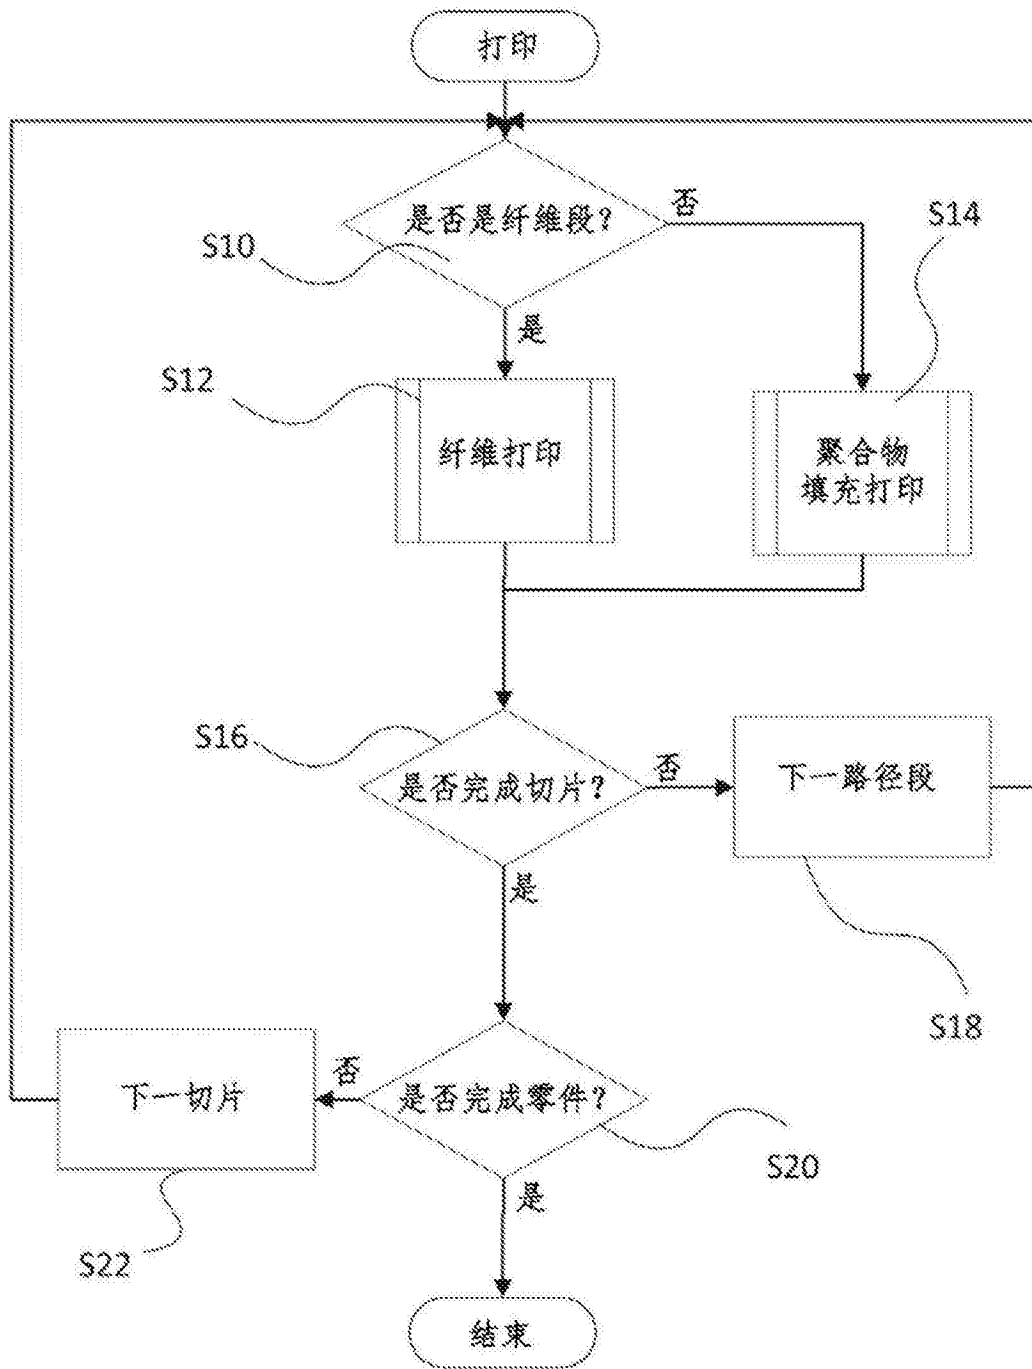 打印
是否是纤维段？
否
S14
S10
是
S12
纤维打印
聚合物
填充打印
S16
是否完成切片？
否
下一路径段
是
S18
下一切片
否
是否完成零件？
S20
是
S22
结束